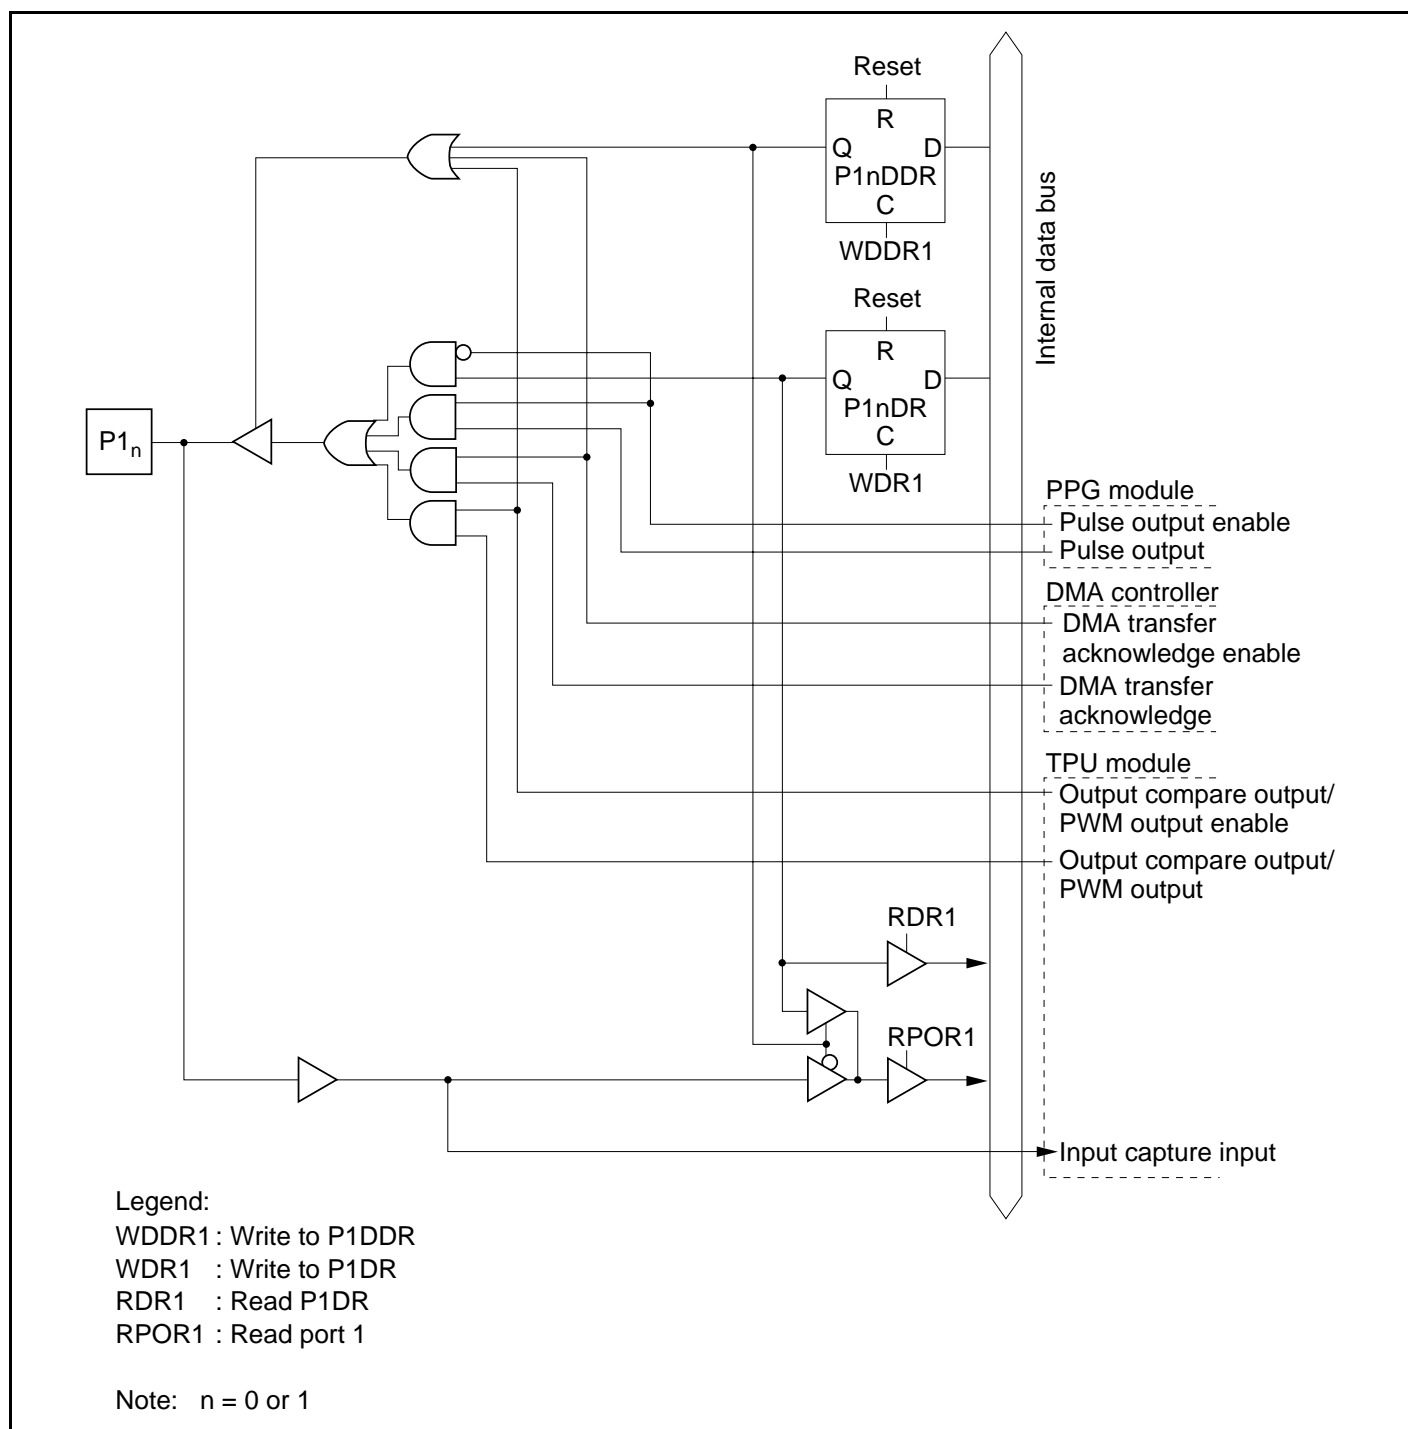 Reset
R
Q D
P1nDDR
C
WDDR1
Internal data bus
Reset
R
Q D
P1nDR
C
WDR1
P1n
PPG module
Pulse output enable
Pulse output
DMA controller
DMA transfer
acknowledge enable
DMA transfer
acknowledge
TPU module
Output compare output/
PWM output enable
Output compare output/
PWM output
RDR1
RPOR1
Input capture input
Legend:
WDDR1 : Write to P1DDR
WDR1 : Write to P1DR
RDR1 : Read P1DR
RPOR1 : Read port 1
Note: n = 0 or 1